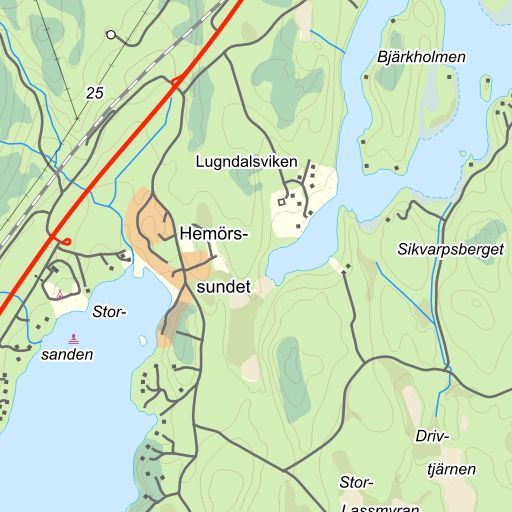 Bjärkholmen
25
Lugndalsviken
Hemörs-
sundet
Sikvarpsberget
Stor-
sanden
Driv-
tjärnen
Stor-
Lassmyran